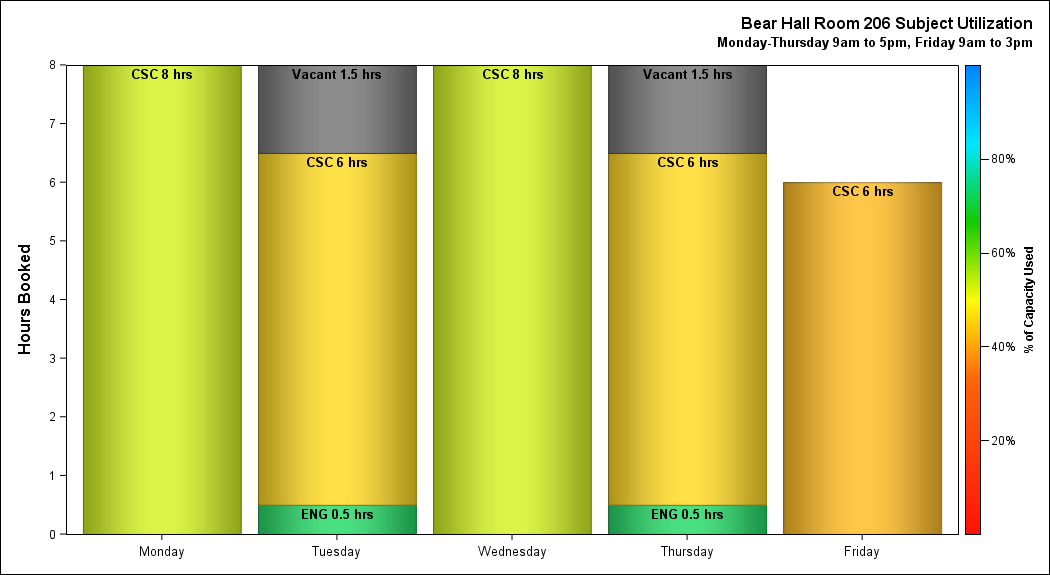 Bear Hall Room 206 Subject Utilization
Monday-Thursday 9am to 5pm, Friday 9am to 3pm
8
7
6
5
4
3
2
1
0
Hours Booked
CSC 8 hrs
Vacant 1.5 hrs
CSC 8 hrs
Vacant 1.5 hrs
CSC 6 hrs
CSC 6 hrs
CSC 6 hrs
ENG 0.5 hrs
ENG 0.5 hrs
Monday
Tuesday
Wednesday
Thursday
Friday
80%
60%
40%
20%
% of Capacity Used